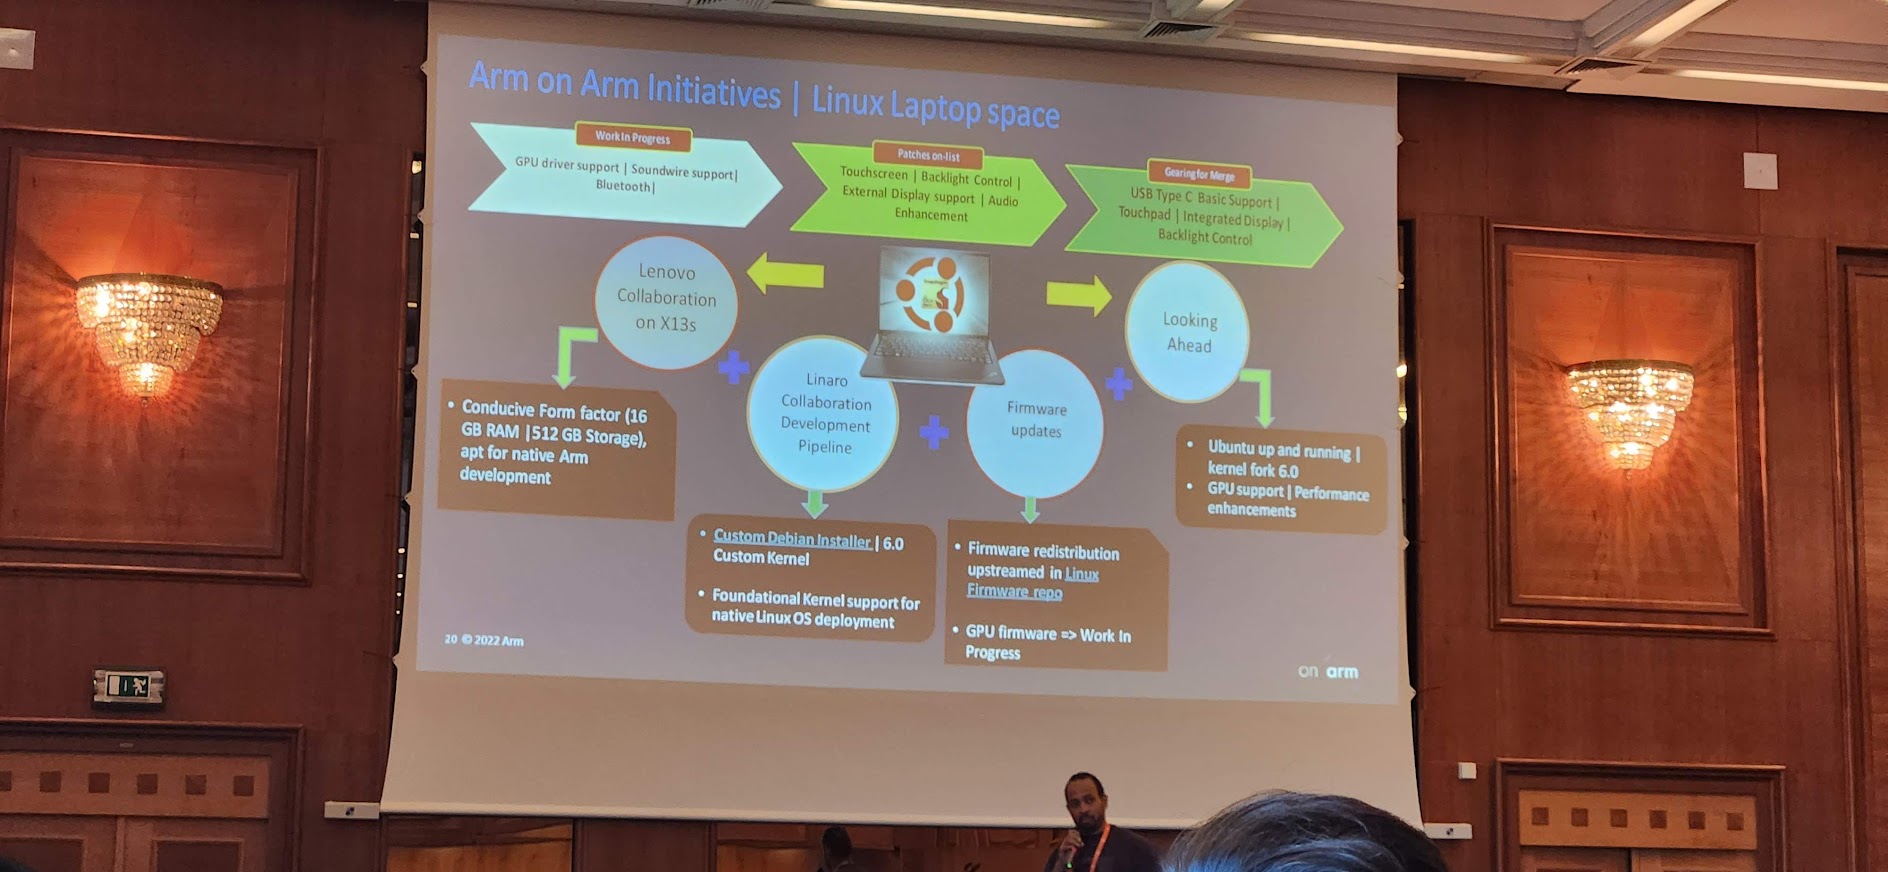 Arm on Arm Initiatives | Linux Laptop space
Work In Progress
GPU driver support | Soundwire support|
Bluetooth|
Patches on-list
Touchscreen | Backlight Control |
External Display support | Audio
Enhancement
Gearing for Merge
USB Type C Basic Support |
Touchpad | Integrated Display |
Backlight Control
Lenovo
Collaboration
on X13s
Linaro
Collaboration
Development
Pipeline
Firmware
updates
Looking
Ahead
• Conducive Form factor (16
GB RAM |512 GB Storage),
apt for native Arm
development
• Custom Debian Installer | 6.0
Custom Kernel
• Foundational Kernel support for
native Linux OS deployment
• Firmware redistribution
upstreamed in Linux
Firmware repo
• GPU firmware => Work In
Progress
• Ubuntu up and running |
kernel fork 6.0
• GPU support | Performance
enhancements
20 © 2022 Arm
on arm